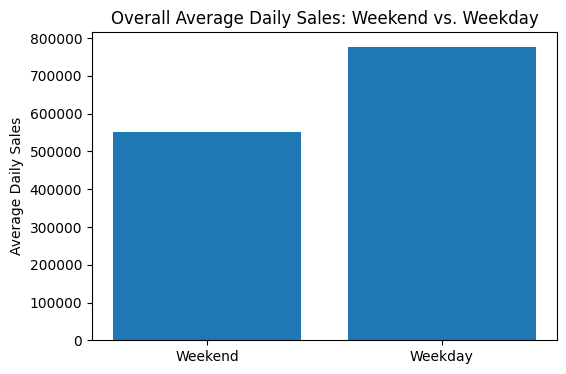 Overall Average Daily Sales: Weekend vs. Weekday
800000
700000
600000
500000
400000
300000
200000
100000
0
Average Daily Sales
Weekend
Weekday